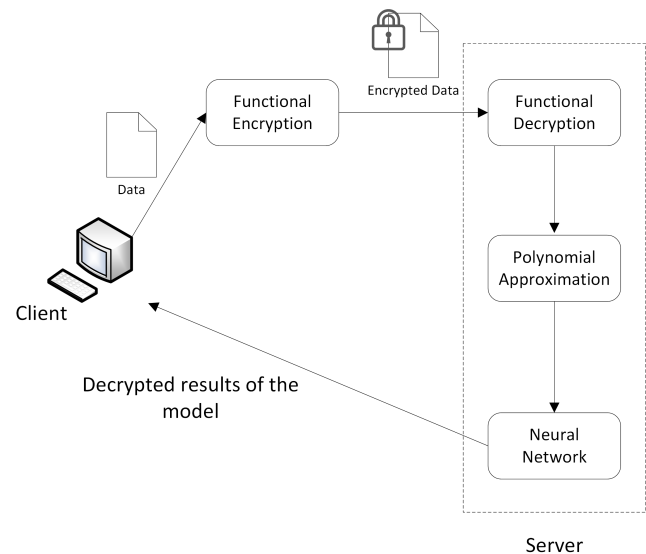 Functional
Encryption
Encrypted Data
Functional
Decryption
Data
Polynomial
Approximation
Client
Decrypted results of the
model
Neural
Network
Server